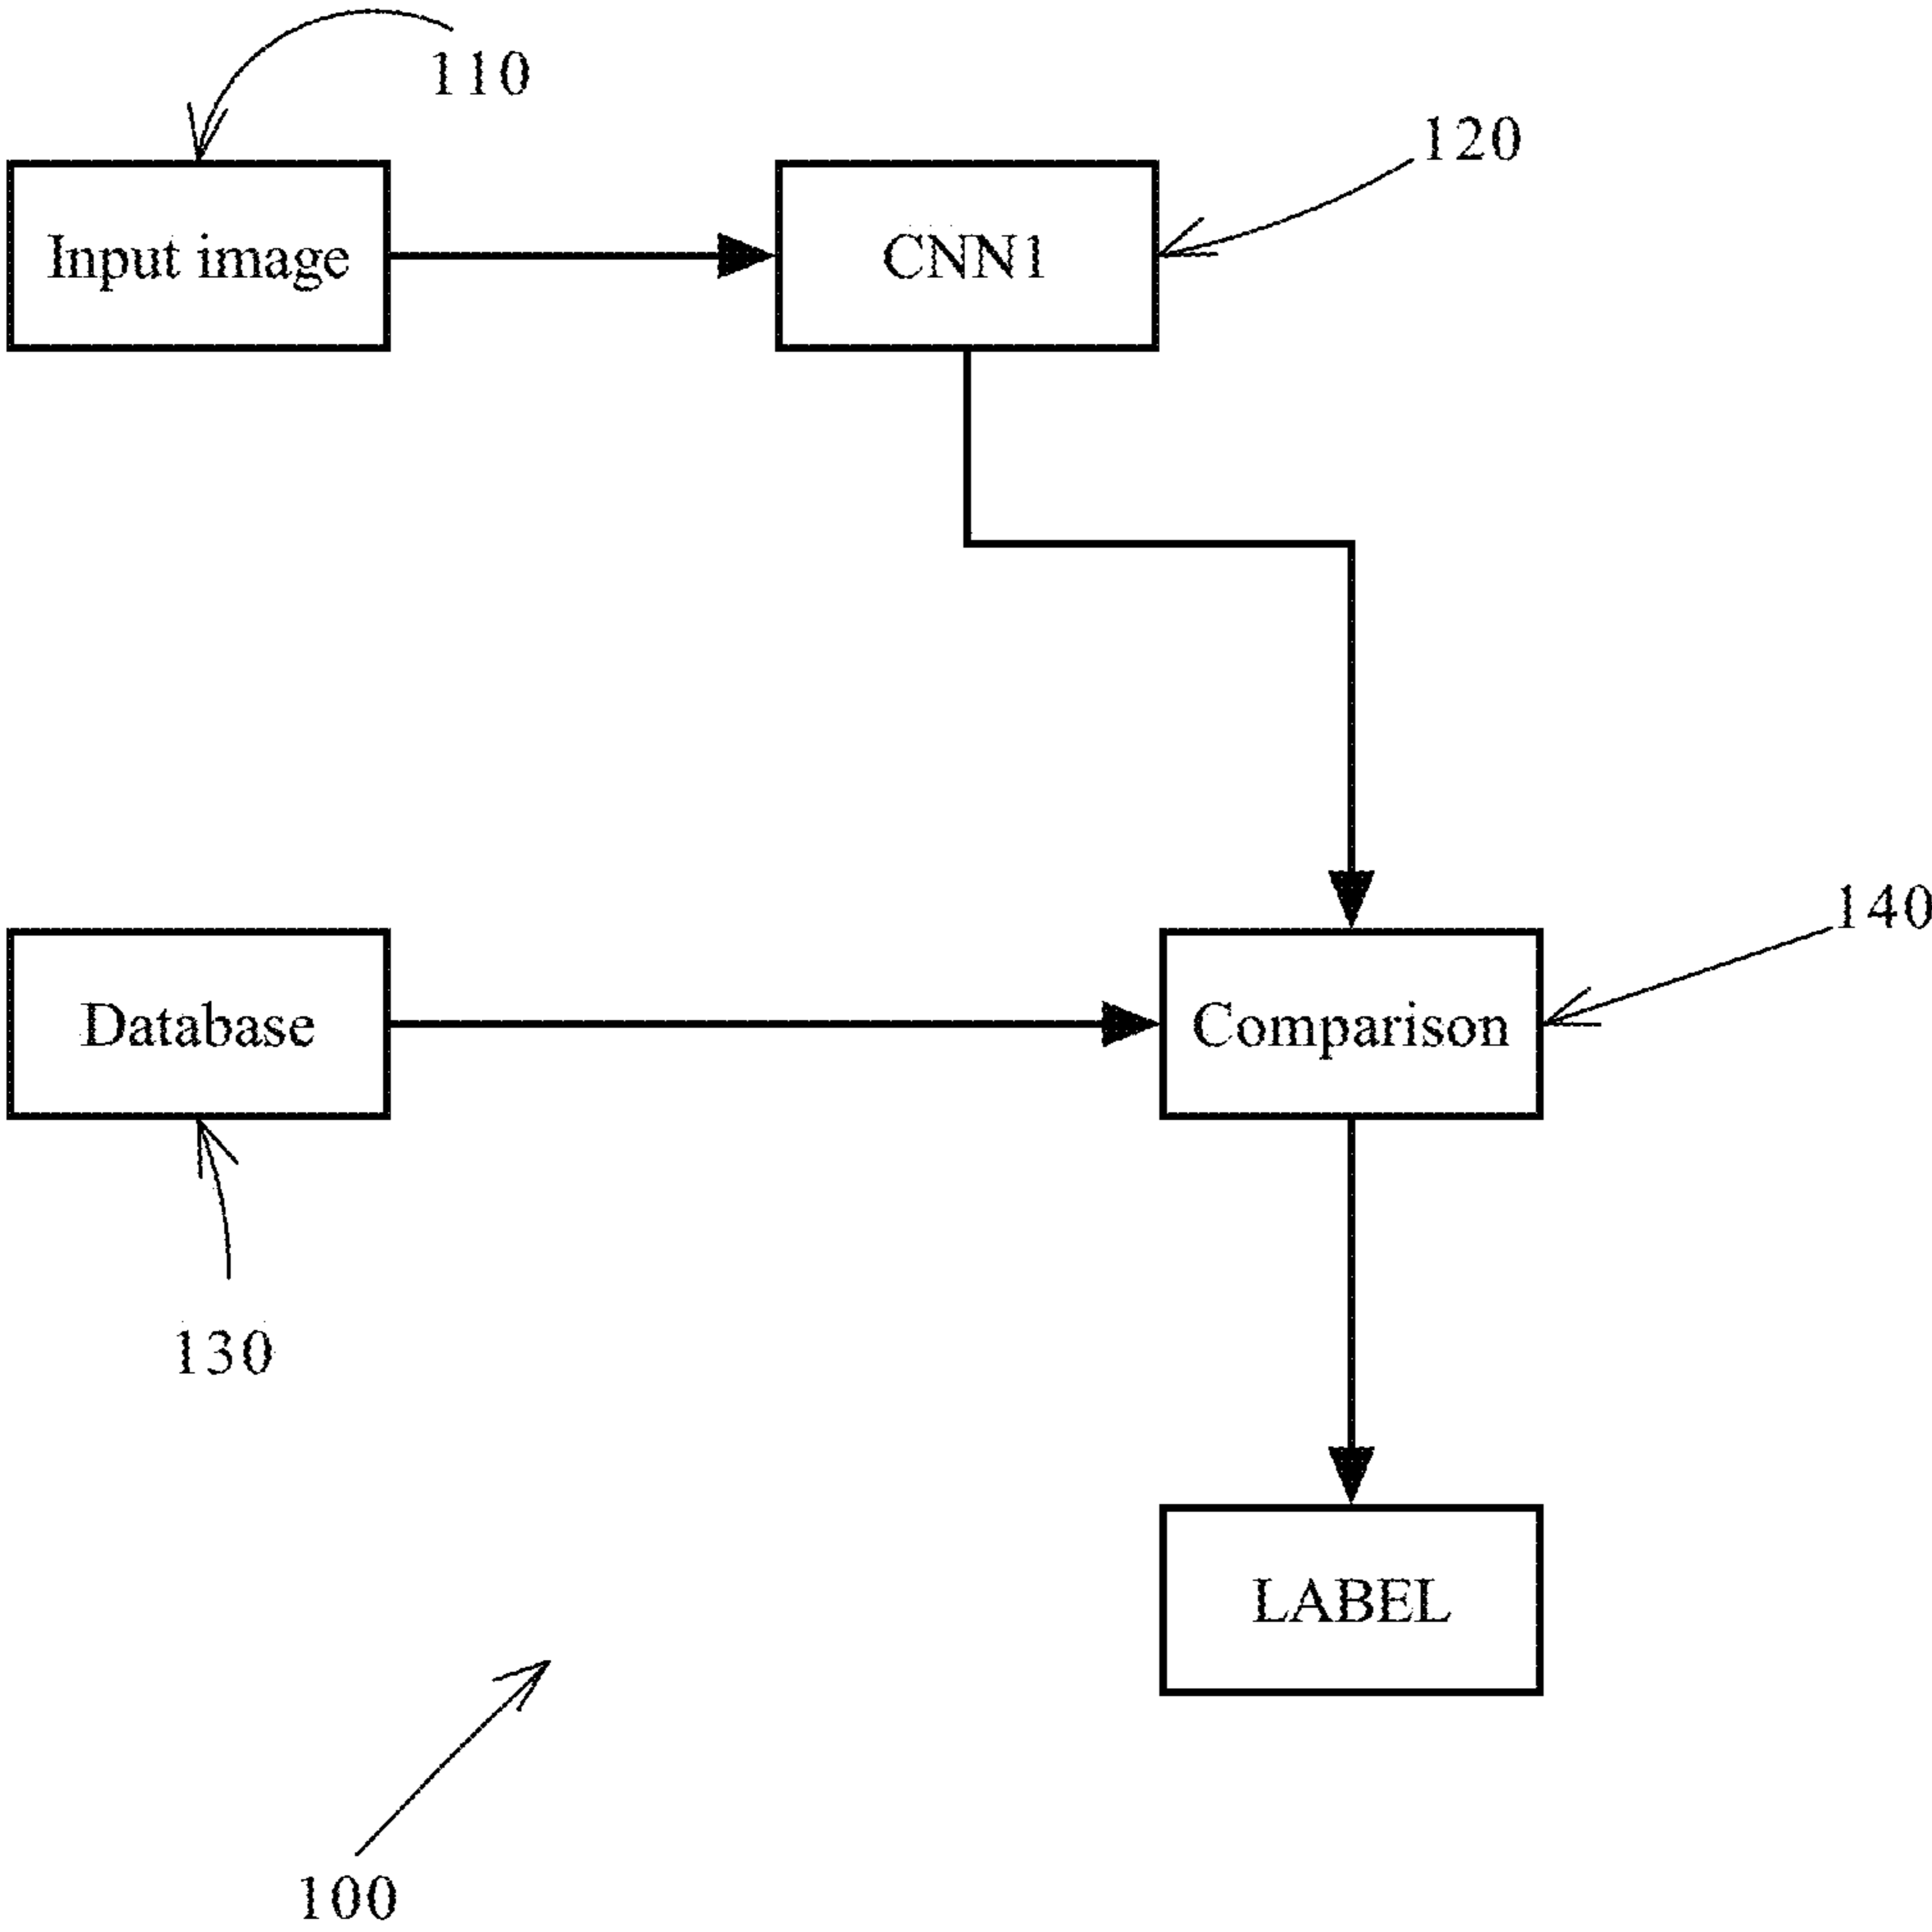 110
120
Input image
CNN1
140
Database
Comparison
130
LABEL
100